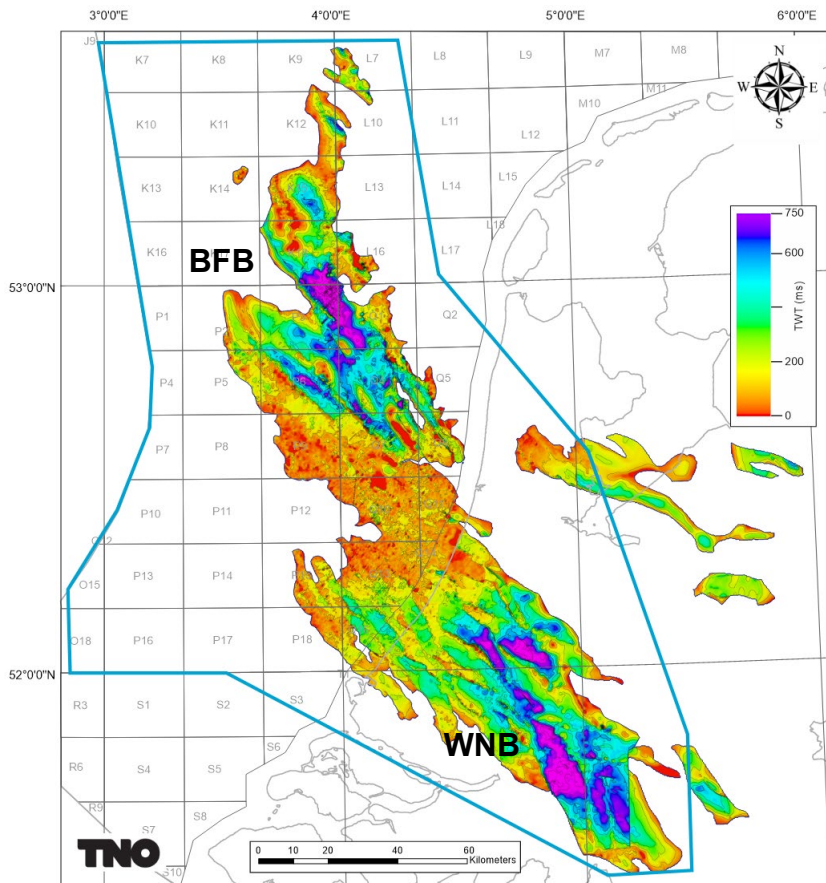 3°0'0"E 4°0'0"E 5°0'0"E 6°0'0"E
J9 K7 K8 K9 L7 L8 L9 M7 M8
M10 M11
K10 K11 K12 L10 L11 L12
K13 K14 L13 L14 L15
K16 L16 L17 L18
BFB
53°0'0"N
P1 Q2
P4 P5 Q5
P7 P8
P10 P11 P12
P13 P14
O15
O18 P16 P17 P18
52°0'0"N
R3 S1 S2 S3
S6
WNB
R6 S4 S5
R9 S8
S7
S10
TNO
0 10 20 40 60
Kilometers
N
W E
S
750
600
200
0
TWT (ms)